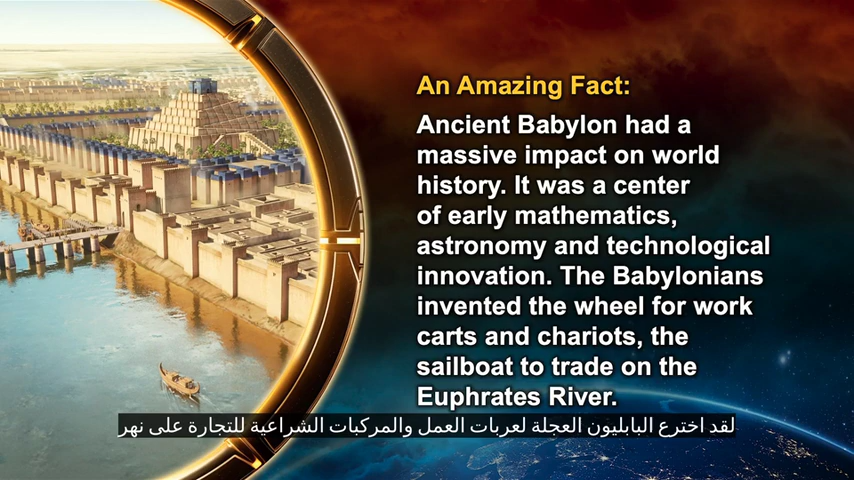 An Amazing Fact:
Ancient Babylon had a
massive impact on world
history. It was a center
of early mathematics,
astronomy and technological
innovation. The Babylonians
invented the wheel for work
carts and chariots, the
sailboat to trade on the
Euphrates River.
لقد اخترع البابليون العجلة لعربات العمل والمركبات الشراعية للتجارة على نهر